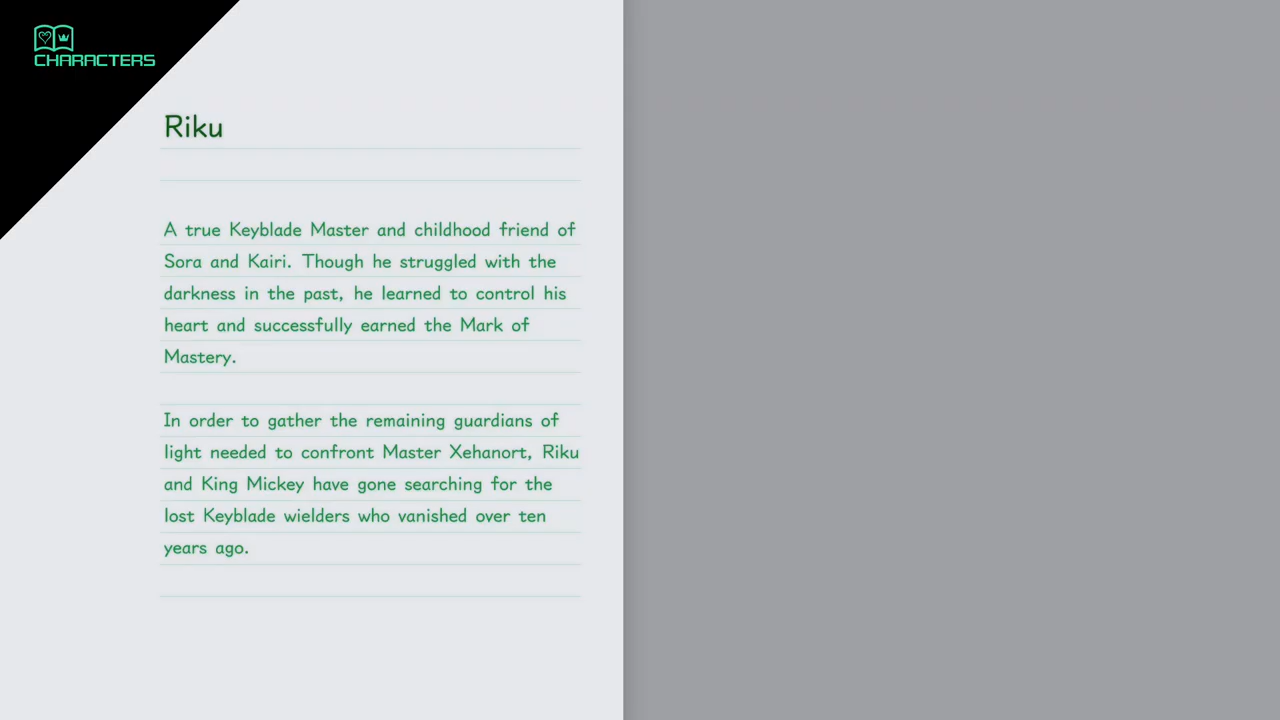 CHARACTERS
Riku
A true Keyblade Master and childhood friend of
Sora and Kairi. Though he struggled with the
darkness in the past, he learned to control his
heart and successfully earned the Mark of
Mastery.
In order to gather the remaining guardians of
light needed to confront Master Xehanort, Riku
and King Mickey have gone searching for the
lost Keyblade wielders who vanished over ten
years ago.